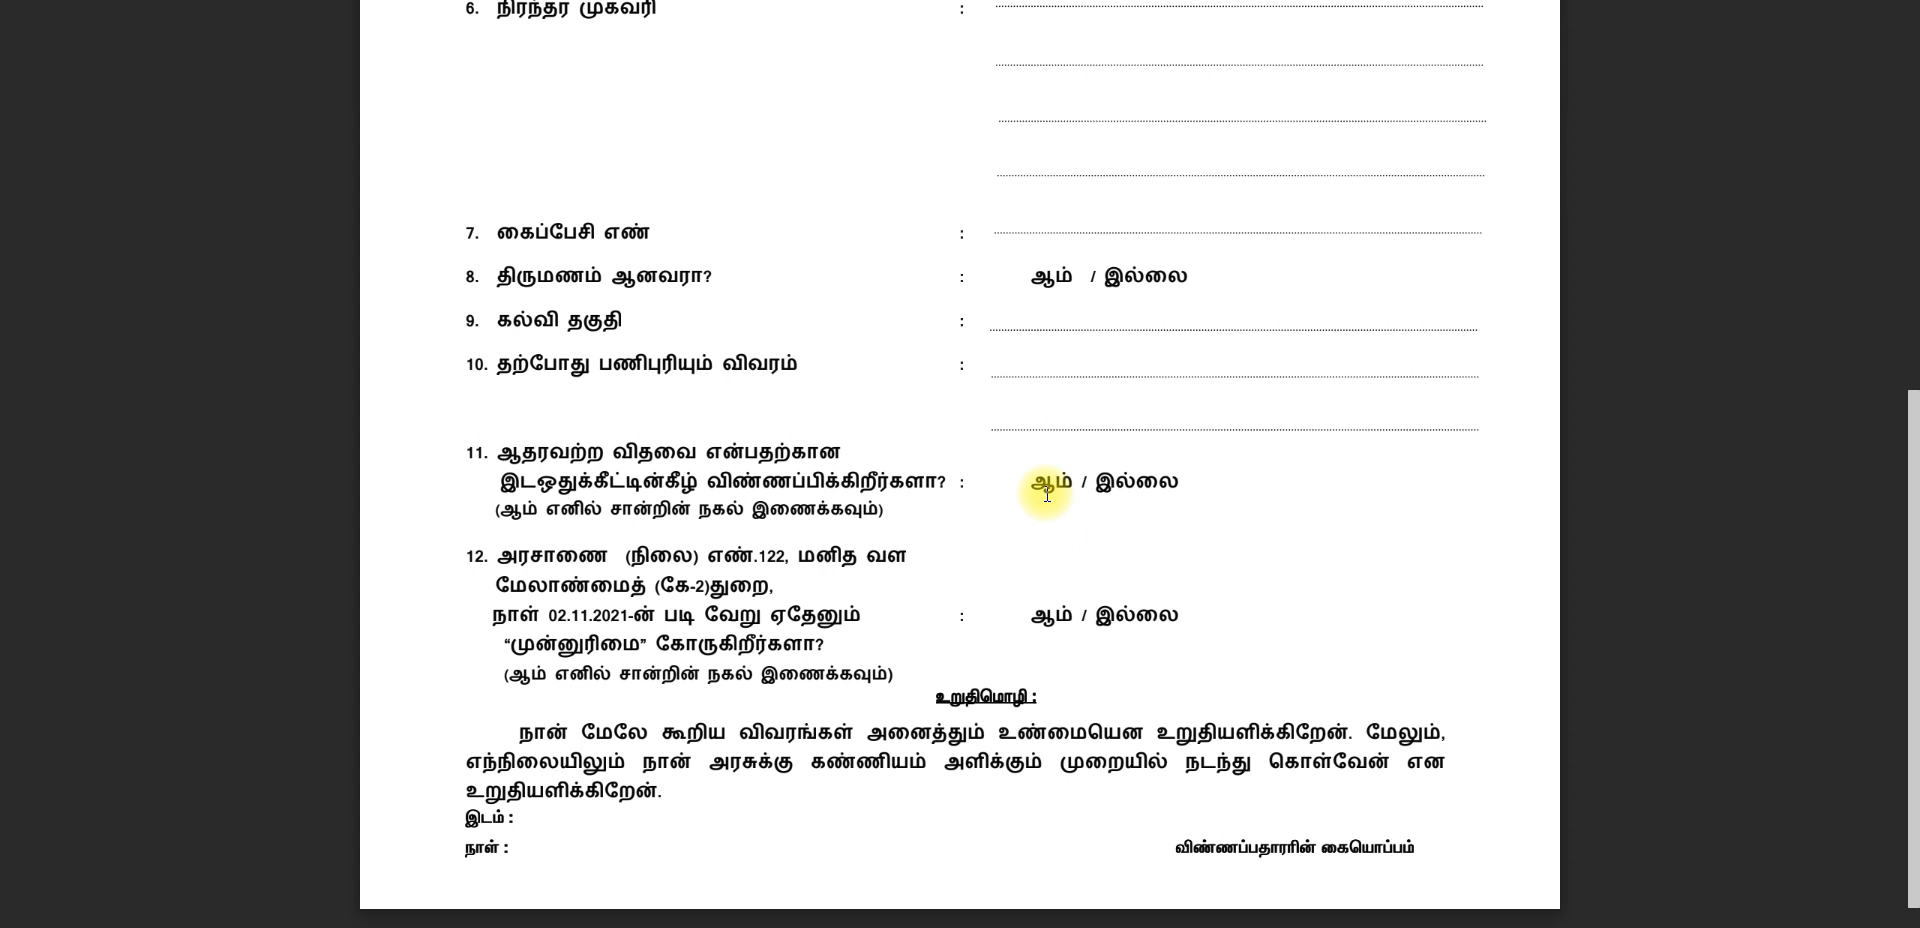 6. நிரந்தர முகவரி :
7. கைப்பேசி எண் :
8. திருமணம் ஆனவரா? : ஆம் / இல்லை
9. கல்வி தகுதி :
10. தற்போது பணிபுரியும் விவரம் :
11. ஆதரவற்ற விதவை என்பதற்கான
இடஒதுக்கீட்டின்கீழ் விண்ணப்பிக்கிறீர்களா? : ஆம் / இல்லை
(ஆம் எனில் சான்றின் நகல் இணைக்கவும்)
12. அரசாணை (நிலை) எண்.122, மனித வள
மேலாண்மைத் (கே-2)துறை,
நாள் 02.11.2021-ன் படி வேறு ஏதேனும் : ஆம் / இல்லை
“முன்னுரிமை” கோருகிறீர்களா?
(ஆம் எனில் சான்றின் நகல் இணைக்கவும்)
உறுதிமொழி :
நான் மேலே கூறிய விவரங்கள் அனைத்தும் உண்மையென உறுதியளிக்கிறேன். மேலும்,
எந்நிலையிலும் நான் அரசுக்கு கண்ணியம் அளிக்கும் முறையில் நடந்து கொள்வேன் என
உறுதியளிக்கிறேன்.
இடம் :
நாள் : விண்ணப்பதாரரின் கையொப்பம்